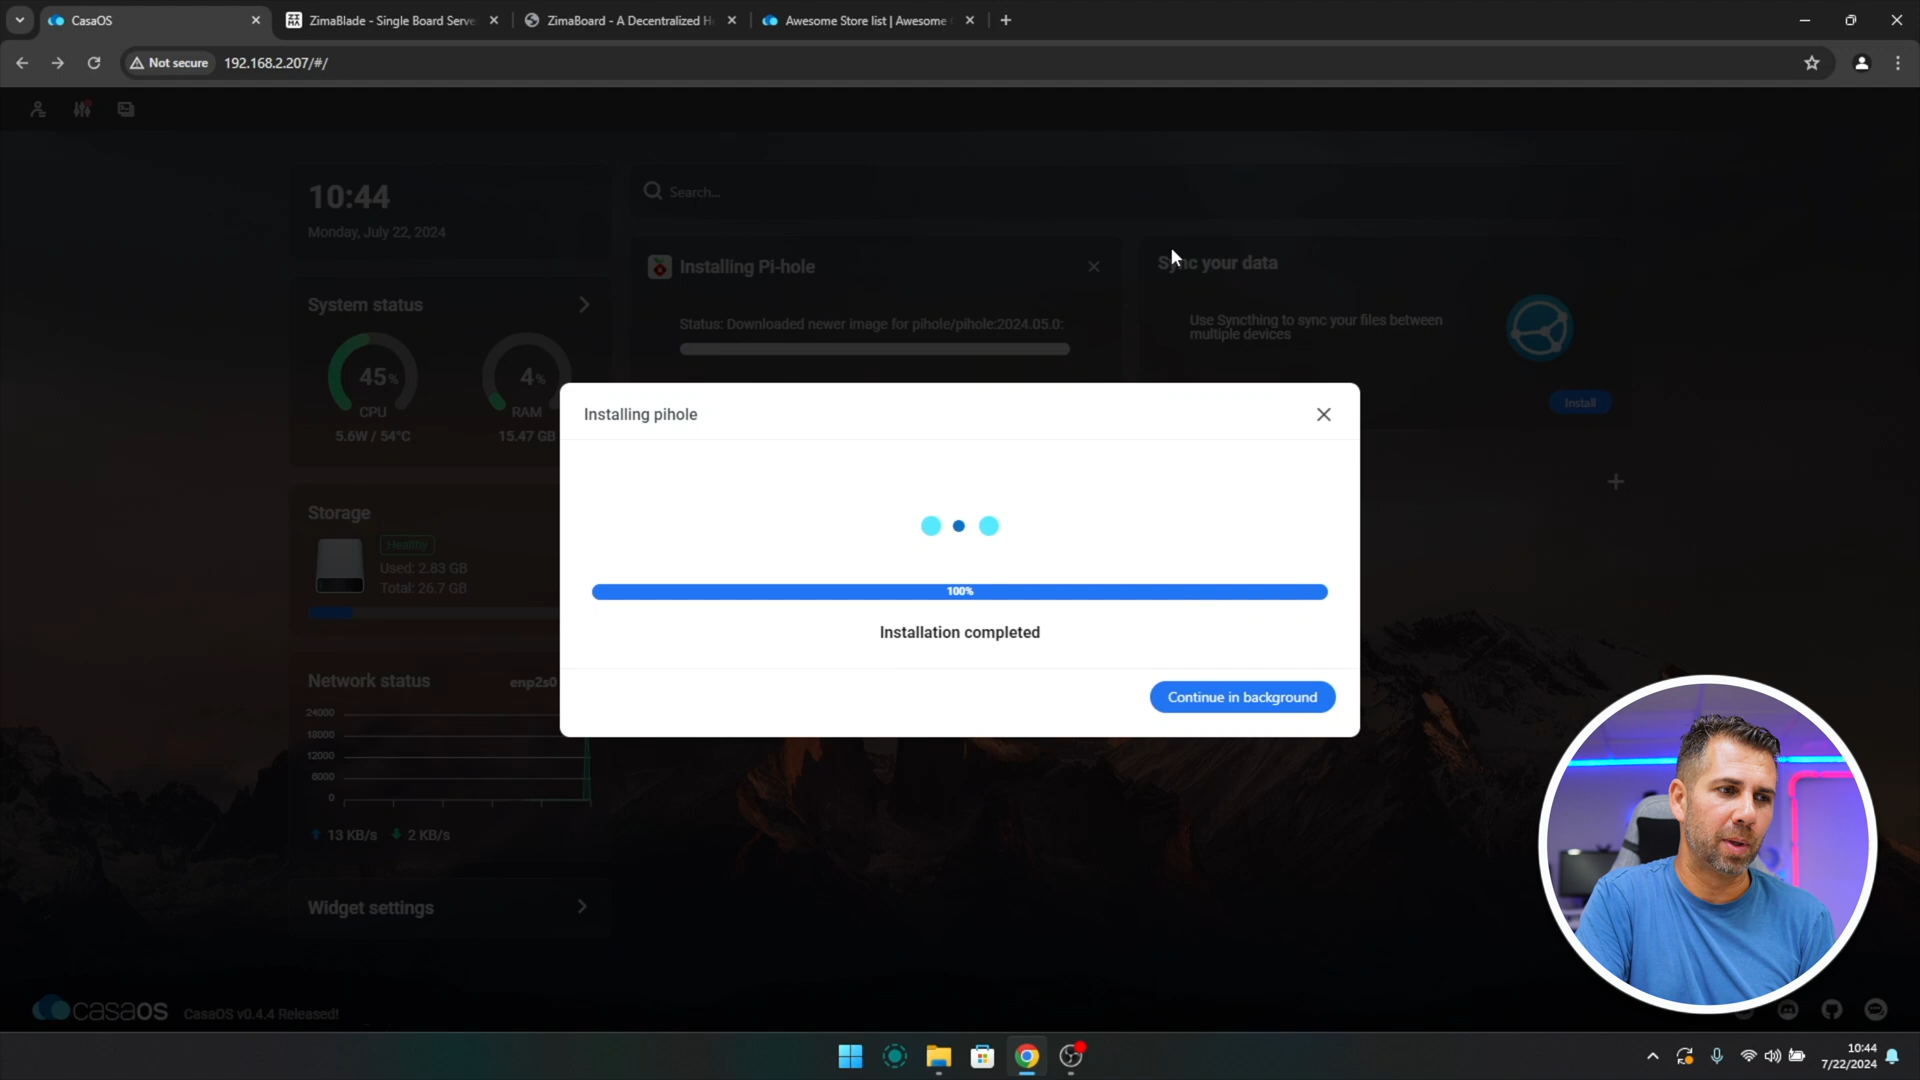 CasaOS
ZimaBlade - Single Board Serve
ZimaBoard - A Decentralized H
Awesome Store list | Awesome
Not secure
192.168.2.207/#/
10:44
Monday, July 22, 2024
Search...
Installing Pi-hole
Status: Downloaded newer image for pihole/pihole:2024.05.0:
Sync your data
Use Syncthing to sync your files between
multiple devices
Install
System status
45%
CPU
5.6W / 54°C
4%
RAM
15.47 GB
Installing pihole
100%
Installation completed
Continue in background
Storage
Healthy
Used: 2.83 GB
Total: 26.7 GB
Network status
enp2s0
24000
18000
12000
6000
0
13 KB/s
2 KB/s
Widget settings
casaos
CasaOS v0.4.4 Released!
10:44
7/22/2024